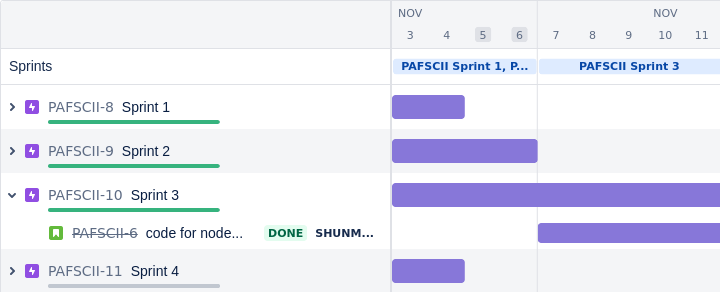 NOV NOV
3 4 5 6 7 8 9 10 11
Sprints PAFSCII Sprint 1, P... PAFSCII Sprint 3
PAFSCII-8 Sprint 1
PAFSCII-9 Sprint 2
PAFSCII-10 Sprint 3
PAFSCII-6 code for node... DONE SHUNM...
PAFSCII-11 Sprint 4